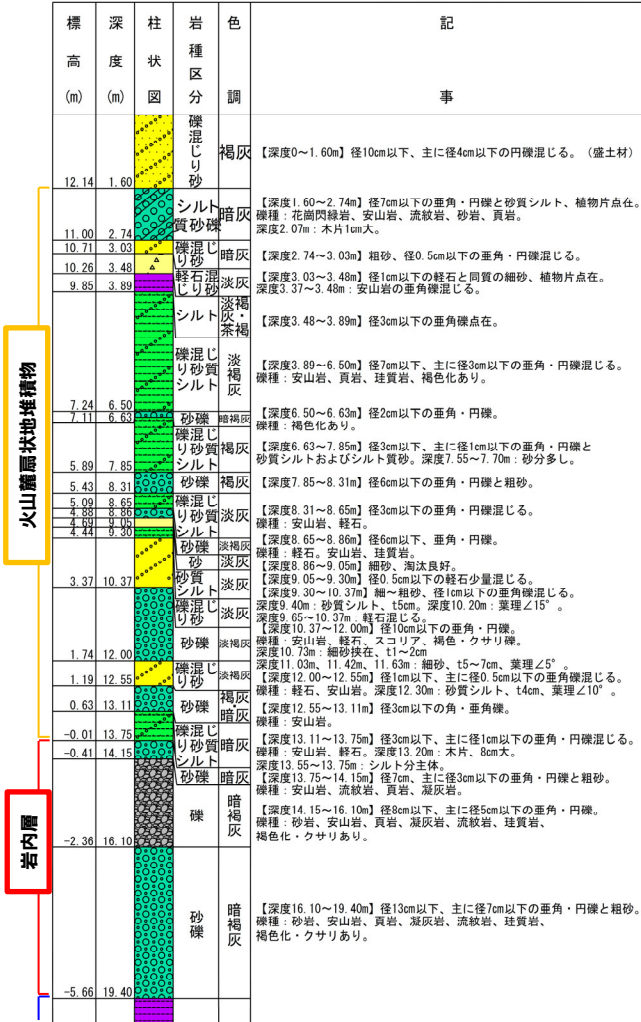 標高(m) 深度(m) 柱状図 岩種区分 色調 記事
火山麓扇状地堆積物
岩内層
12.14 1.60 礫混じり砂 褐灰
【深度0~1.60m】径10cm以下、主に径4cm以下の円礫混じる。(盛土材)
11.00 2.74 シルト質砂礫 暗灰
【深度1.60~2.74m】径7cm以下の亜角・円礫と砂質シルト、植物片点在。
礫種:花崗閃緑岩、安山岩、流紋岩、砂岩、頁岩。
深度2.07m:木片1cm大。
10.71 3.03 礫混じり砂 暗灰
【深度2.74~3.03m】粗砂、径0.5cm以下の亜角・円礫混じる。
10.26 3.48 軽石混じり砂 淡灰
【深度3.03~3.48m】径1cm以下の軽石と同質の細砂、植物片点在。
深度3.37~3.48m:安山岩の亜角礫混じる。
9.85 3.89 シルト 淡褐灰・茶褐
【深度3.48~3.89m】径3cm以下の亜角礫点在。
7.24 6.50 礫混じり砂質シルト 淡褐灰
【深度3.89~6.50m】径7cm以下、主に径3cm以下の亜角・円礫混じる。
礫種:安山岩、頁岩、珪質岩、褐色化あり。
7.11 6.63 砂礫 暗褐灰
【深度6.50~6.63m】径2cm以下の亜角・円礫。
礫種:褐色化あり。
5.89 7.85 礫混じり砂質シルト 褐灰
【深度6.63~7.85m】径3cm以下、主に径1cm以下の亜角・円礫と
砂質シルトおよびシルト質砂。深度7.55~7.70m:砂分多し。
5.43 8.31 砂礫 褐灰
【深度7.85~8.31m】径6cm以下の亜角・円礫と粗砂。
5.09 8.65 礫混じり砂質シルト 淡灰
【深度8.31~8.65m】径3cm以下の亜角・円礫混じる。
礫種:安山岩、軽石。
4.88 8.86 砂礫 淡褐灰
【深度8.65~8.86m】径6cm以下、亜角・円礫。
礫種:軽石、安山岩、珪質岩。
4.69 9.05 砂 淡灰
【深度8.86~9.05m】細砂、淘汰良好。
4.44 9.30 砂質シルト 淡灰
【深度9.05~9.30m】径0.5cm以下の軽石少量混じる。
3.37 10.37 礫混じり砂 淡灰
【深度9.30~10.37m】細~粗砂、径1cm以下の亜角礫混じる。
深度9.40m:砂質シルト、t5cm。深度10.20m:葉理∠15°。
深度9.65~10.37m:軽石混じる。
1.74 12.00 砂礫 淡褐灰
【深度10.37~12.00m】径10cm以下の亜角・円礫。
礫種:安山岩、軽石、スコリア、褐色・クサリ礫。
深度10.73m:細砂挟在、t1~2cm
深度11.03m、11.42m、11.63m:細砂、t5~7cm、葉理∠5°。
1.19 12.55 礫混じり砂 淡褐灰
【深度12.00~12.55m】径1cm以下、主に径0.5cm以下の亜角礫混じる。
礫種:軽石、安山岩。深度12.30m:砂質シルト、t4cm、葉理∠10°。
0.63 13.11 砂礫 褐灰・暗灰
【深度12.55~13.11m】径3cm以下の角・亜角礫。
礫種:安山岩。
-0.01 13.75 礫混じり砂質シルト 暗灰
【深度13.11~13.75m】径3cm以下、主に径1cm以下の亜角・円礫混じる。
礫種:安山岩、軽石。深度13.20m:木片、8cm大。
深度13.55~13.75m:シルト分主体。
-0.41 14.15 砂礫 暗灰
【深度13.75~14.15m】径7cm、主に径3cm以下の亜角・円礫と粗砂。
礫種:安山岩、流紋岩、頁岩、凝灰岩。
-2.36 16.10 礫 暗褐灰
【深度14.15~16.10m】径8cm以下、主に径5cm以下の亜角・円礫。
礫種:砂岩、安山岩、頁岩、凝灰岩、流紋岩、珪質岩、
褐色化・クサリあり。
-5.66 19.40 砂礫 暗褐灰
【深度16.10~19.40m】径13cm以下、主に径7cm以下の亜角・円礫と粗砂。
礫種:砂岩、安山岩、頁岩、凝灰岩、流紋岩、珪質岩、
褐色化・クサリあり。